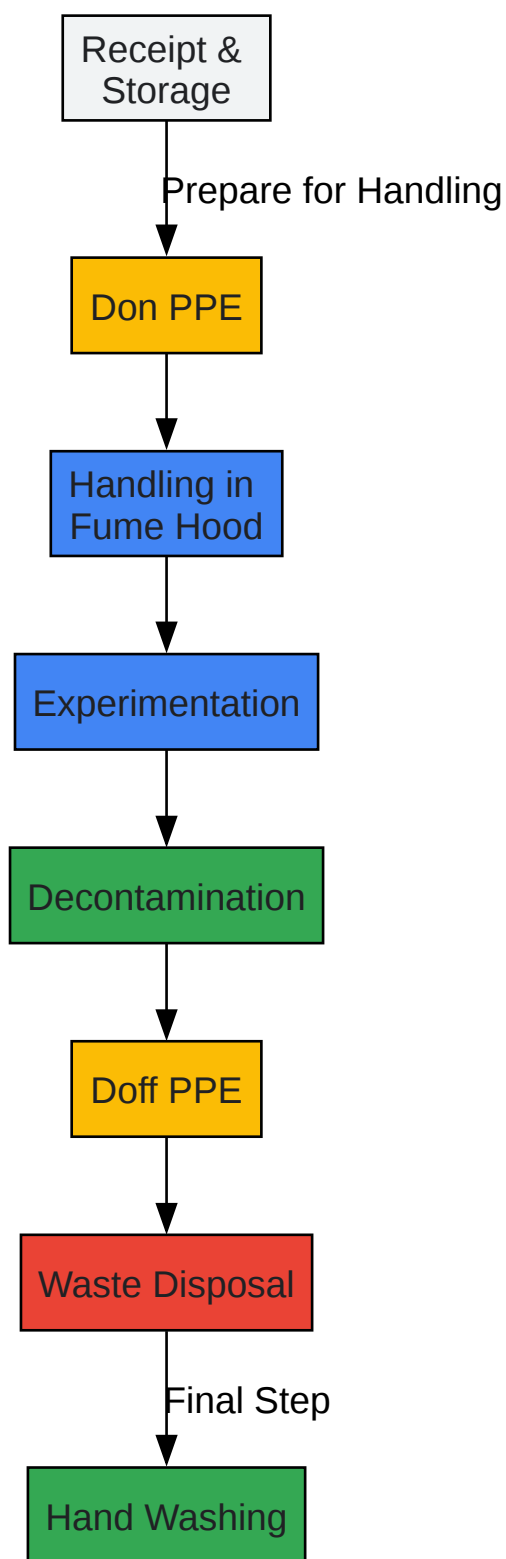 Receipt &
Storage
Prepare for Handling
Don PPE
Handling in
Fume Hood
Experimentation
Decontamination
Doff PPE
Waste Disposal
Final Step
Hand Washing